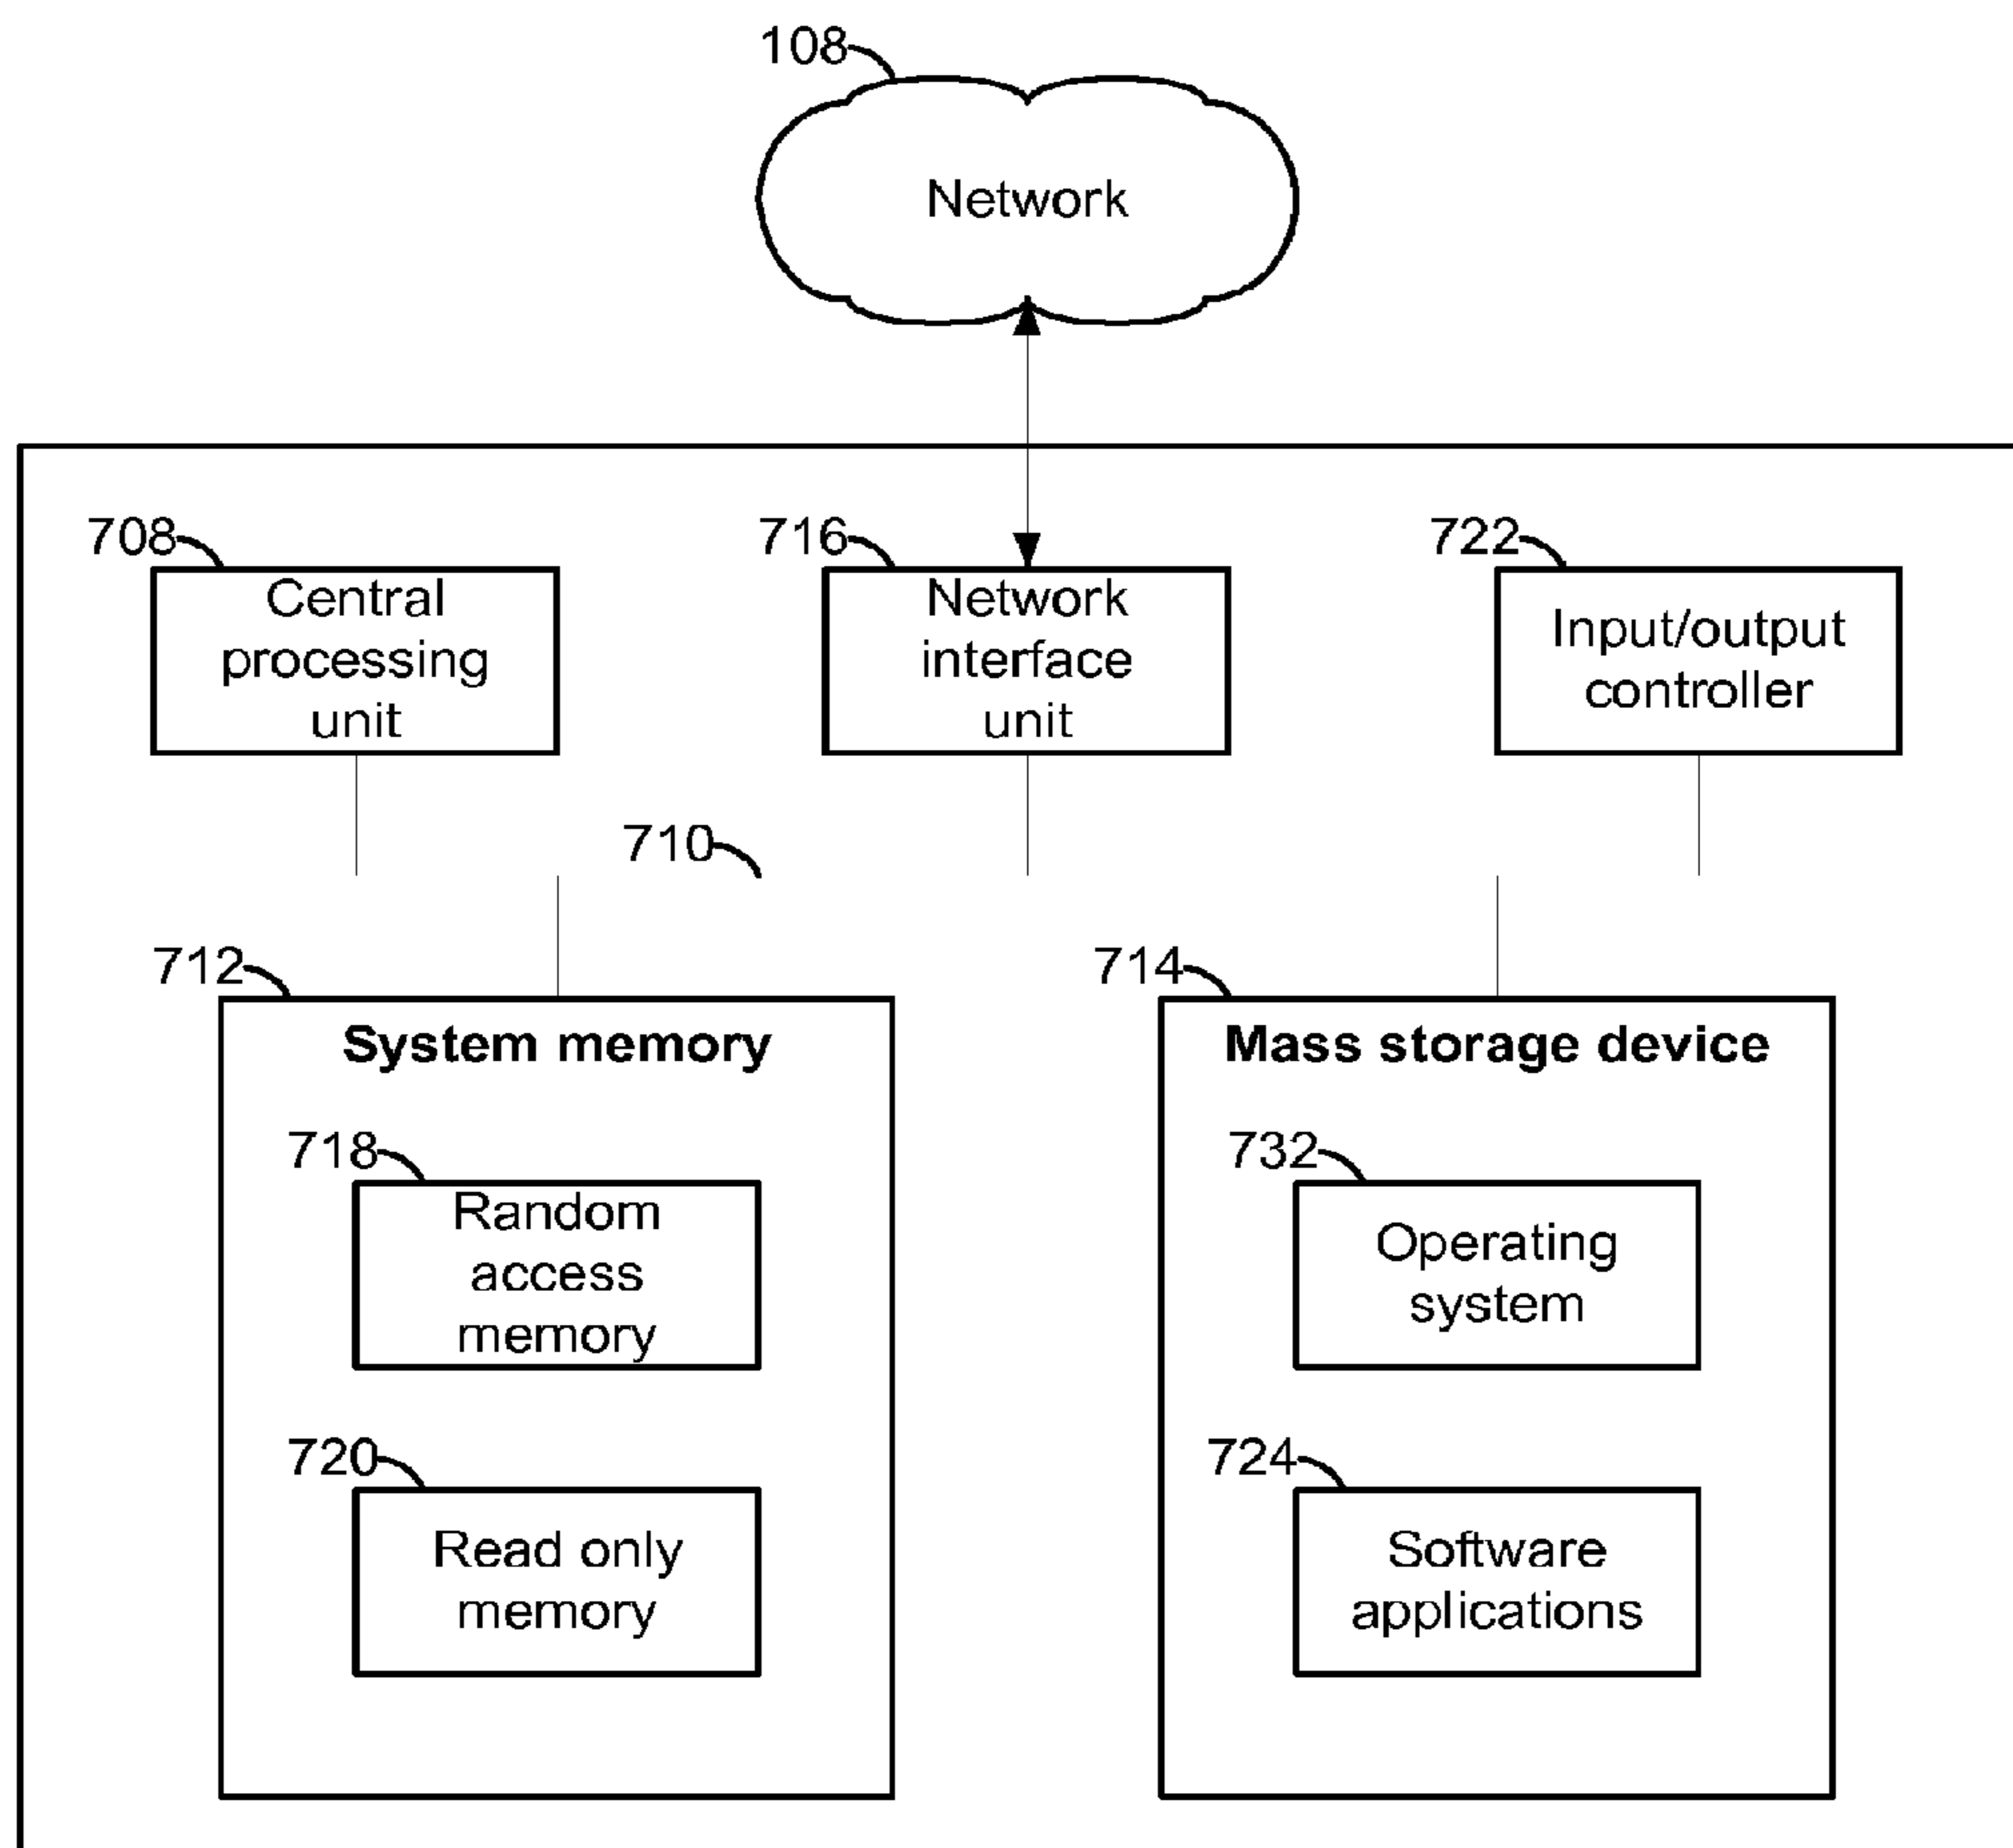 108
Network
708
Central
processing
unit
716
Network
interface
unit
722
Input/output
controller
710
712
System memory
718
Random
access
memory
720
Read only
memory
714
Mass storage device
732
Operating
system
724
Software
applications